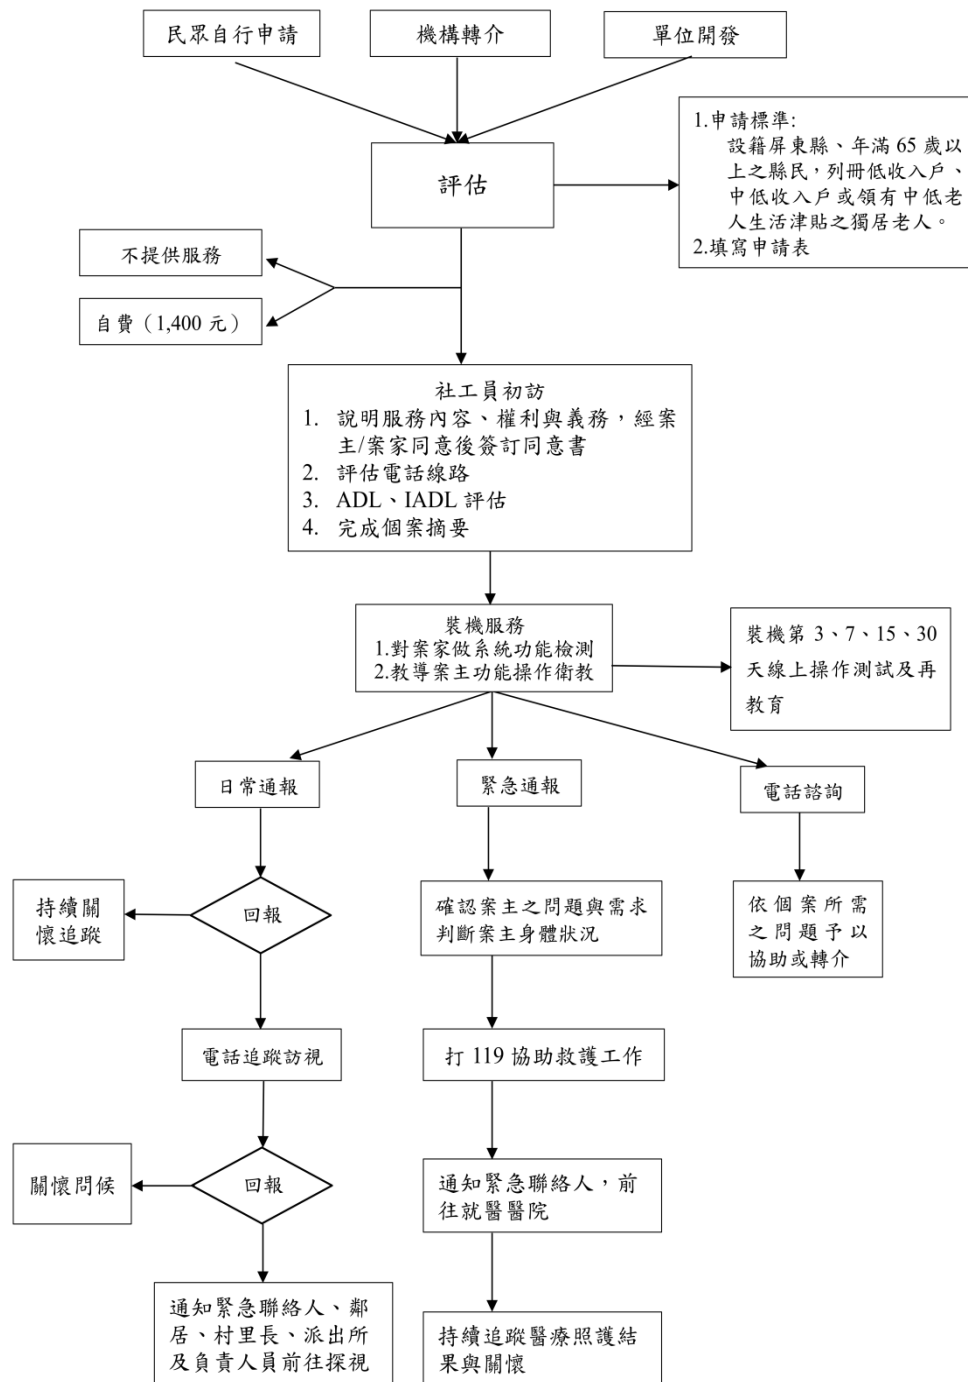 民眾自行申請
機構轉介
單位開發
評估
1.申請標準:
設籍屏東縣、年滿 65 歲以
上之縣民，列冊低收入戶、
中低收入戶或領有中低老
人生活津貼之獨居老人。
2.填寫申請表
不提供服務
自費（1,400 元）
社工員初訪
1. 說明服務內容、權利與義務，經案
主/案家同意後簽訂同意書
2. 評估電話線路
3. ADL、IADL 評估
4. 完成個案摘要
裝機服務
1.對案家做系統功能檢測
2.教導案主功能操作衛教
裝機第 3、7、15、30
天線上操作測試及再
教育
日常通報
緊急通報
電話諮詢
持續關
懷追蹤
回報
確認案主之問題與需求
判斷案主身體狀況
依個案所需
之問題予以
協助或轉介
電話追蹤訪視
打 119 協助救護工作
關懷問候
回報
通知緊急聯絡人，前
往就醫醫院
通知緊急聯絡人、鄰
居、村里長、派出所
及負責人員前往探視
持續追蹤醫療照護結
果與關懷